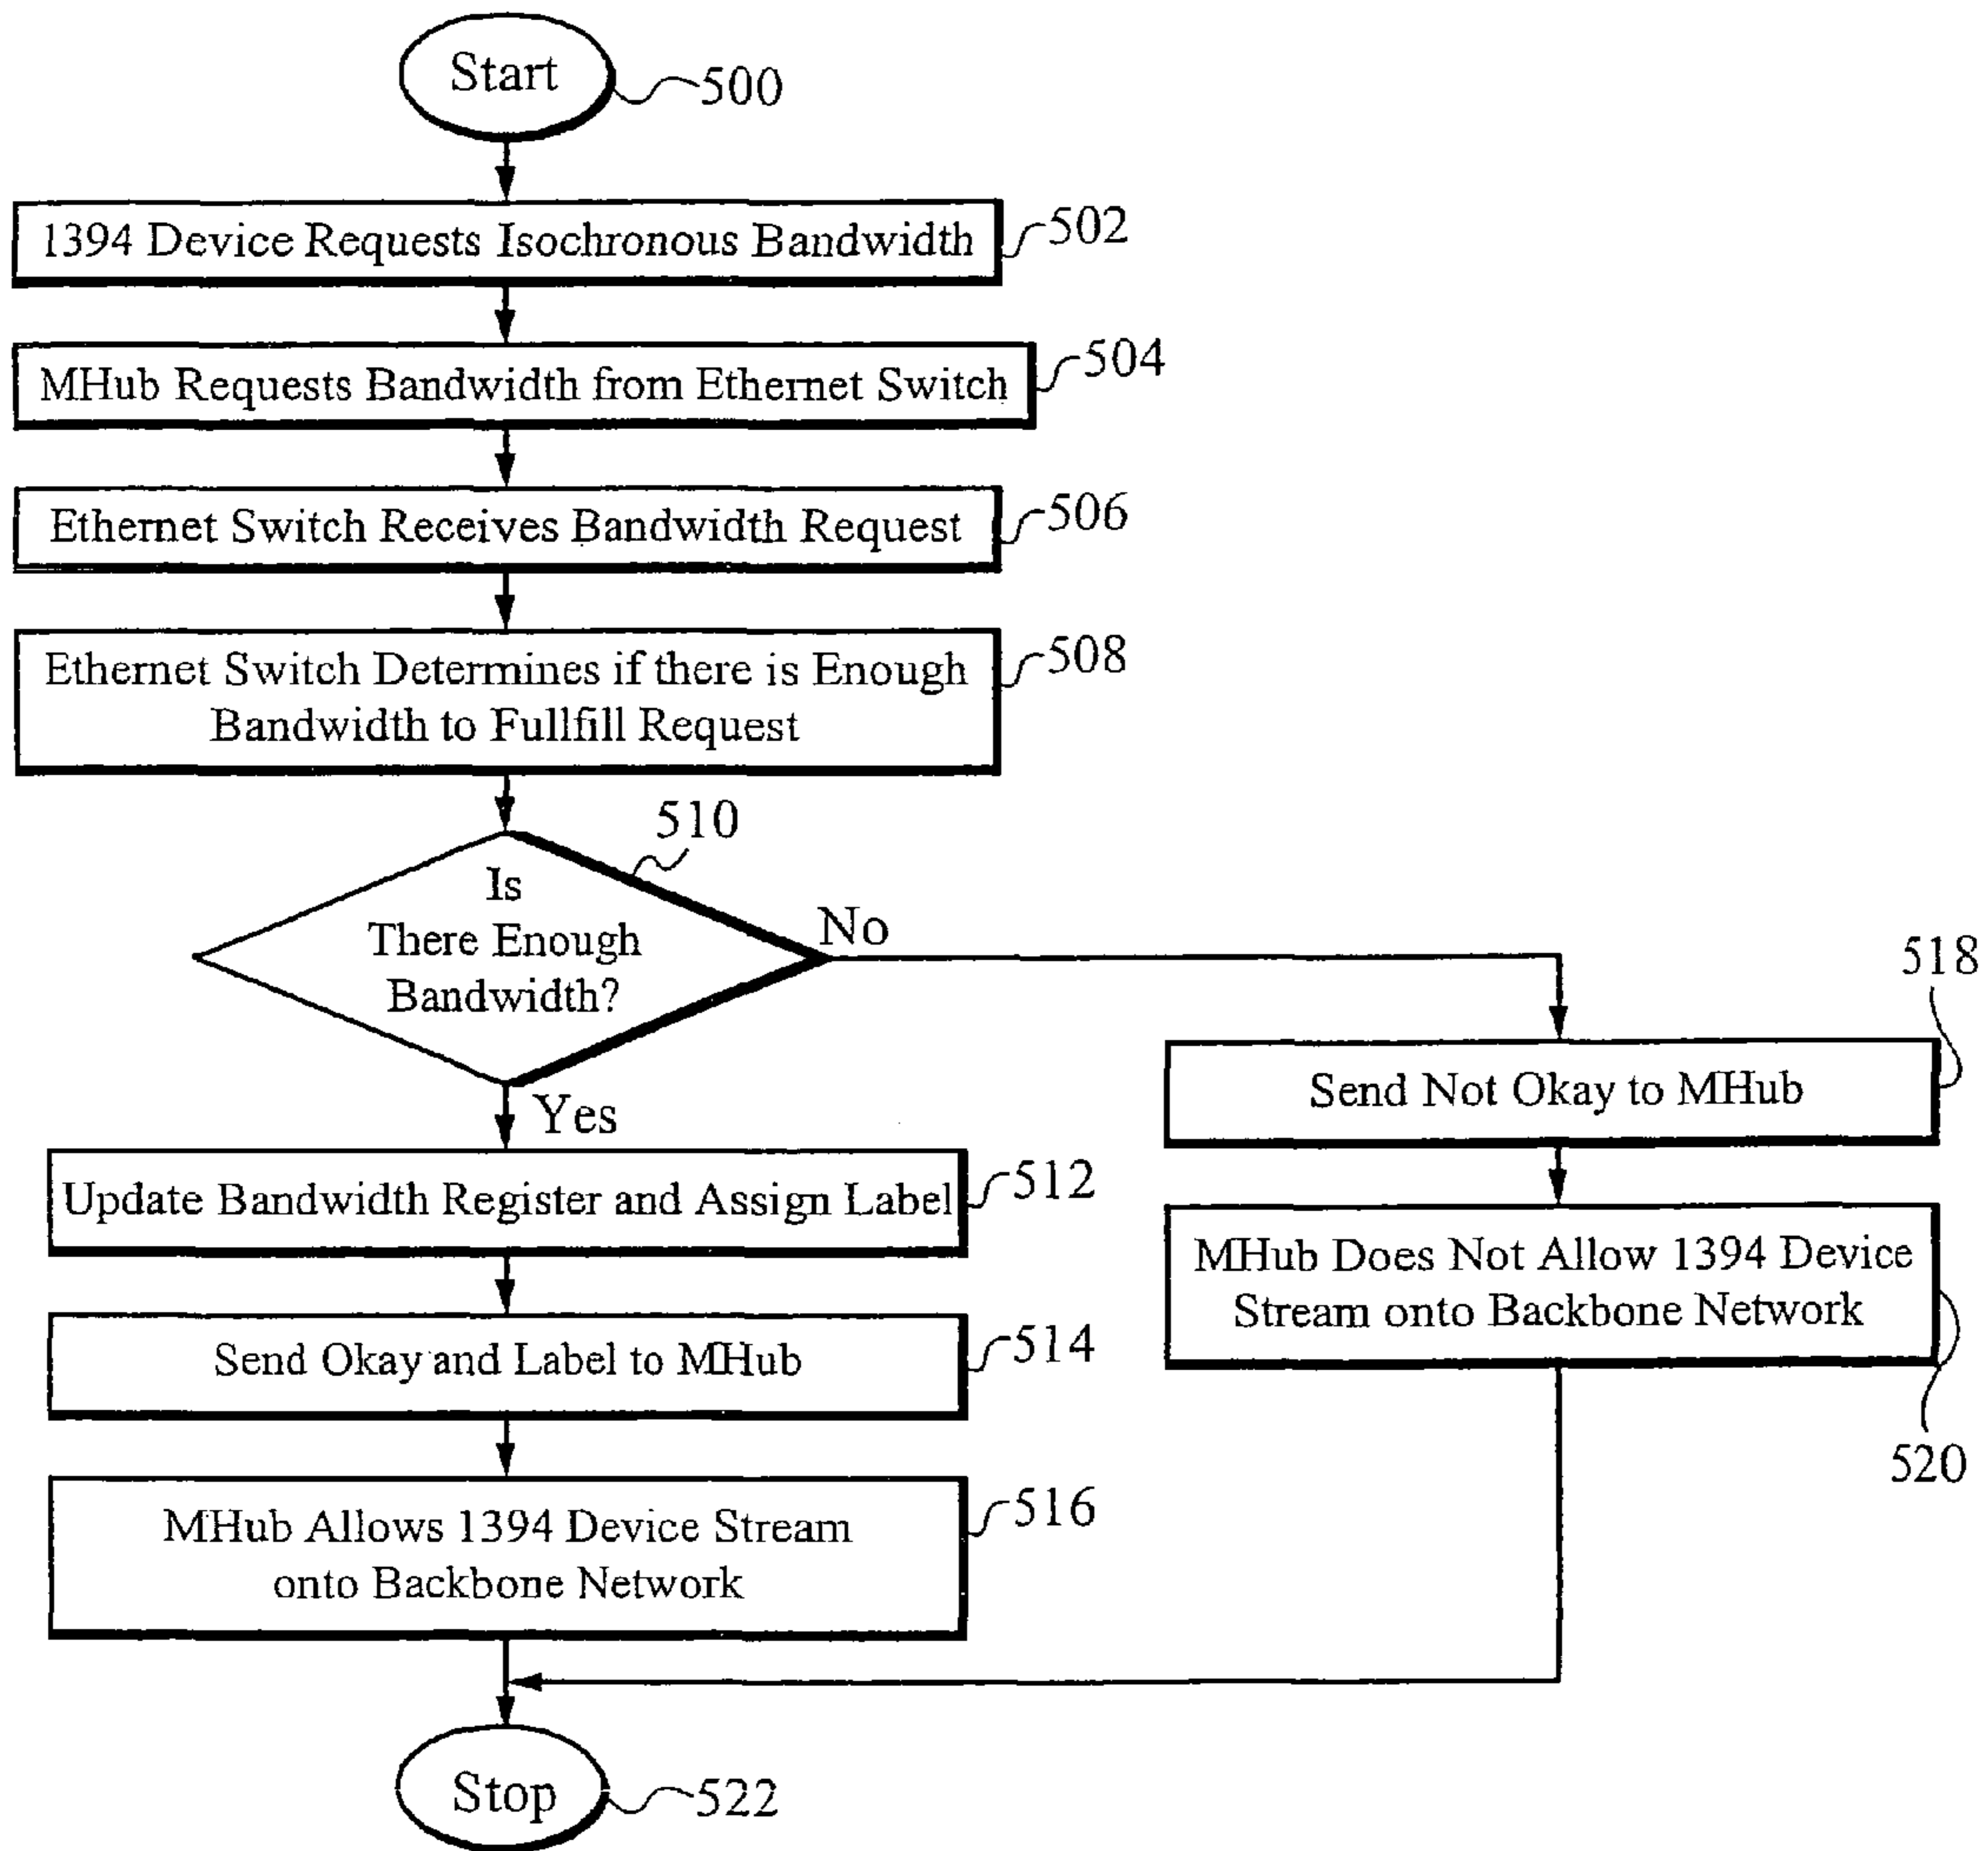 Start
500
1394 Device Requests Isochronous Bandwidth
502
MHub Requests Bandwidth from Ethernet Switch
504
Ethernet Switch Receives Bandwidth Request
506
Ethernet Switch Determines if there is Enough
Bandwidth to Fullfill Request
508
510
Is
There Enough
Bandwidth?
No
Yes
Update Bandwidth Register and Assign Label
512
Send Okay and Label to MHub
514
MHub Allows 1394 Device Stream
onto Backbone Network
516
518
Send Not Okay to MHub
MHub Does Not Allow 1394 Device
Stream onto Backbone Network
520
Stop
522